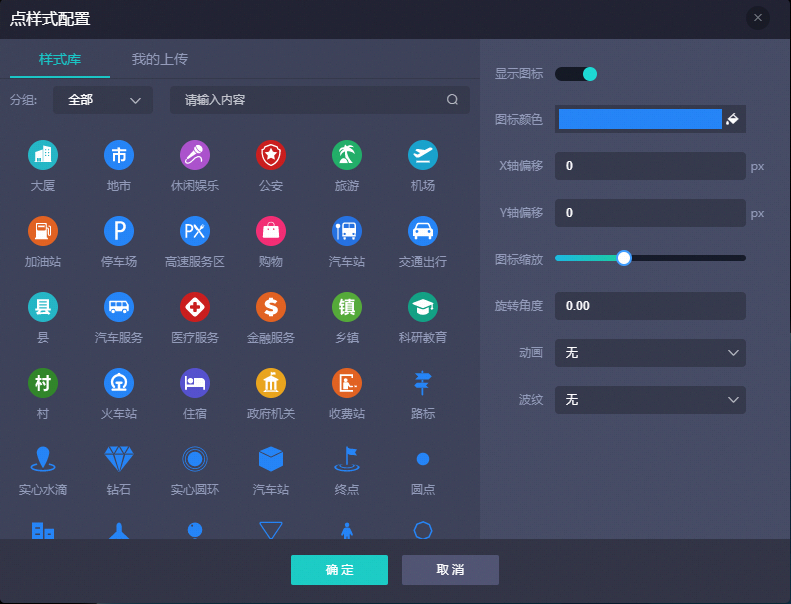 点样式配置
样式库 我的上传
分组: 全部 请输入内容
市
大厦 地市 休闲娱乐 公安 旅游 机场
P PX
加油站 停车场 高速服务区 购物 汽车站 交通出行
县 $ 镇
县 汽车服务 医疗服务 金融服务 乡镇 科研教育
村
村 火车站 住宿 政府机关 收费站 路标
实心水滴 钻石 实心圆环 汽车站 终点 圆点
显示图标
图标颜色
X轴偏移 0 px
Y轴偏移 0 px
图标缩放
旋转角度 0.00
动画 无
波纹 无
确定 取消